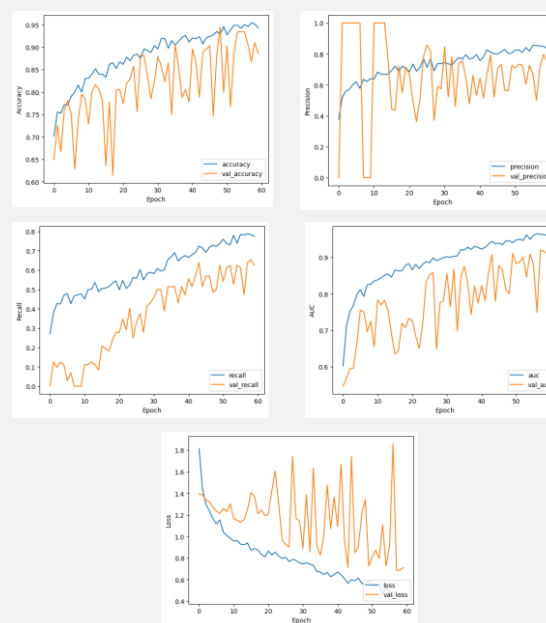 0.95
0.90
0.85
0.80
0.75
0.70
0.65
0.60
Accuracy
accuracy
val_accuracy
0 10 20 30 40 50 60
Epoch
1.0
0.8
0.6
0.4
0.2
0.0
Precision
precision
val_precision
0 10 20 30 40 50
Epoch
0.8
0.7
0.6
0.5
0.4
0.3
0.2
0.1
0.0
Recall
recall
val_recall
0 10 20 30 40 50 60
Epoch
0.9
0.8
0.7
0.6
AUC
auc
val_au
0 10 20 30 40 50
Epoch
1.8
1.6
1.4
1.2
1.0
0.8
0.6
0.4
Loss
loss
val_loss
0 10 20 30 40 50 60
Epoch